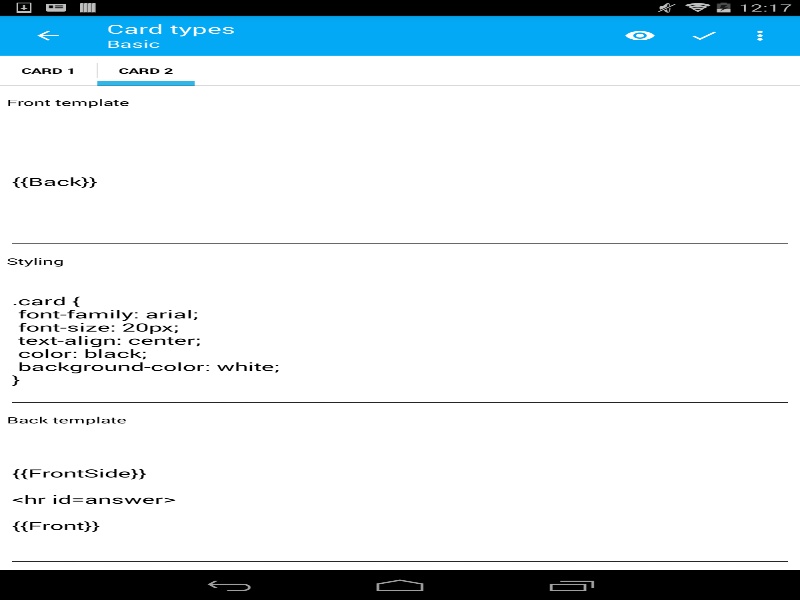 12:17
Card types
Basic
CARD 1
CARD 2
Front template
{{Back}}
Styling
.card {
font-family: arial;
font-size: 20px;
text-align: center;
color: black;
background-color: white;
}
Back template
{{FrontSide}}
<hr id=answer>
{{Front}}